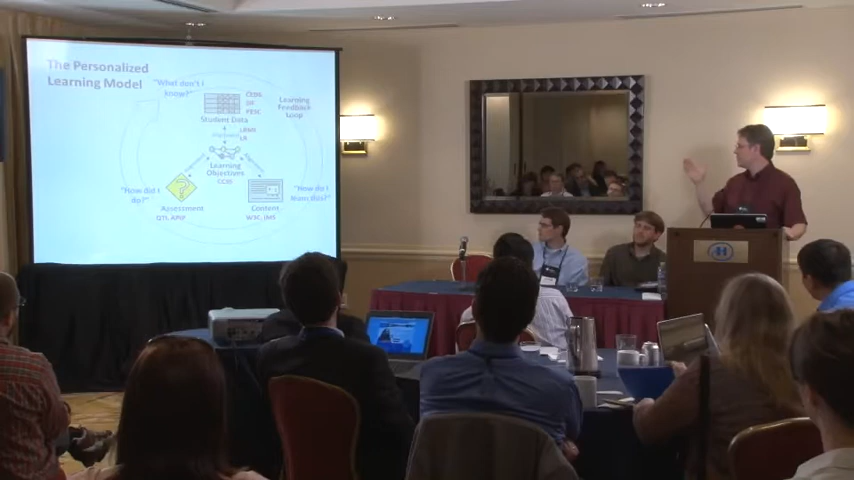 The Personalized
Learning Model
"What don't I
know?"
CEDS
SIF
PESC
Student Data
Learning
Feedback
Loop
LRMI
LR
Learning
Objectives
CCSS
"How did I
do?"
Assessment
QTI, APIP
Content
W3C, IMS
"How do I
learn this?"
H